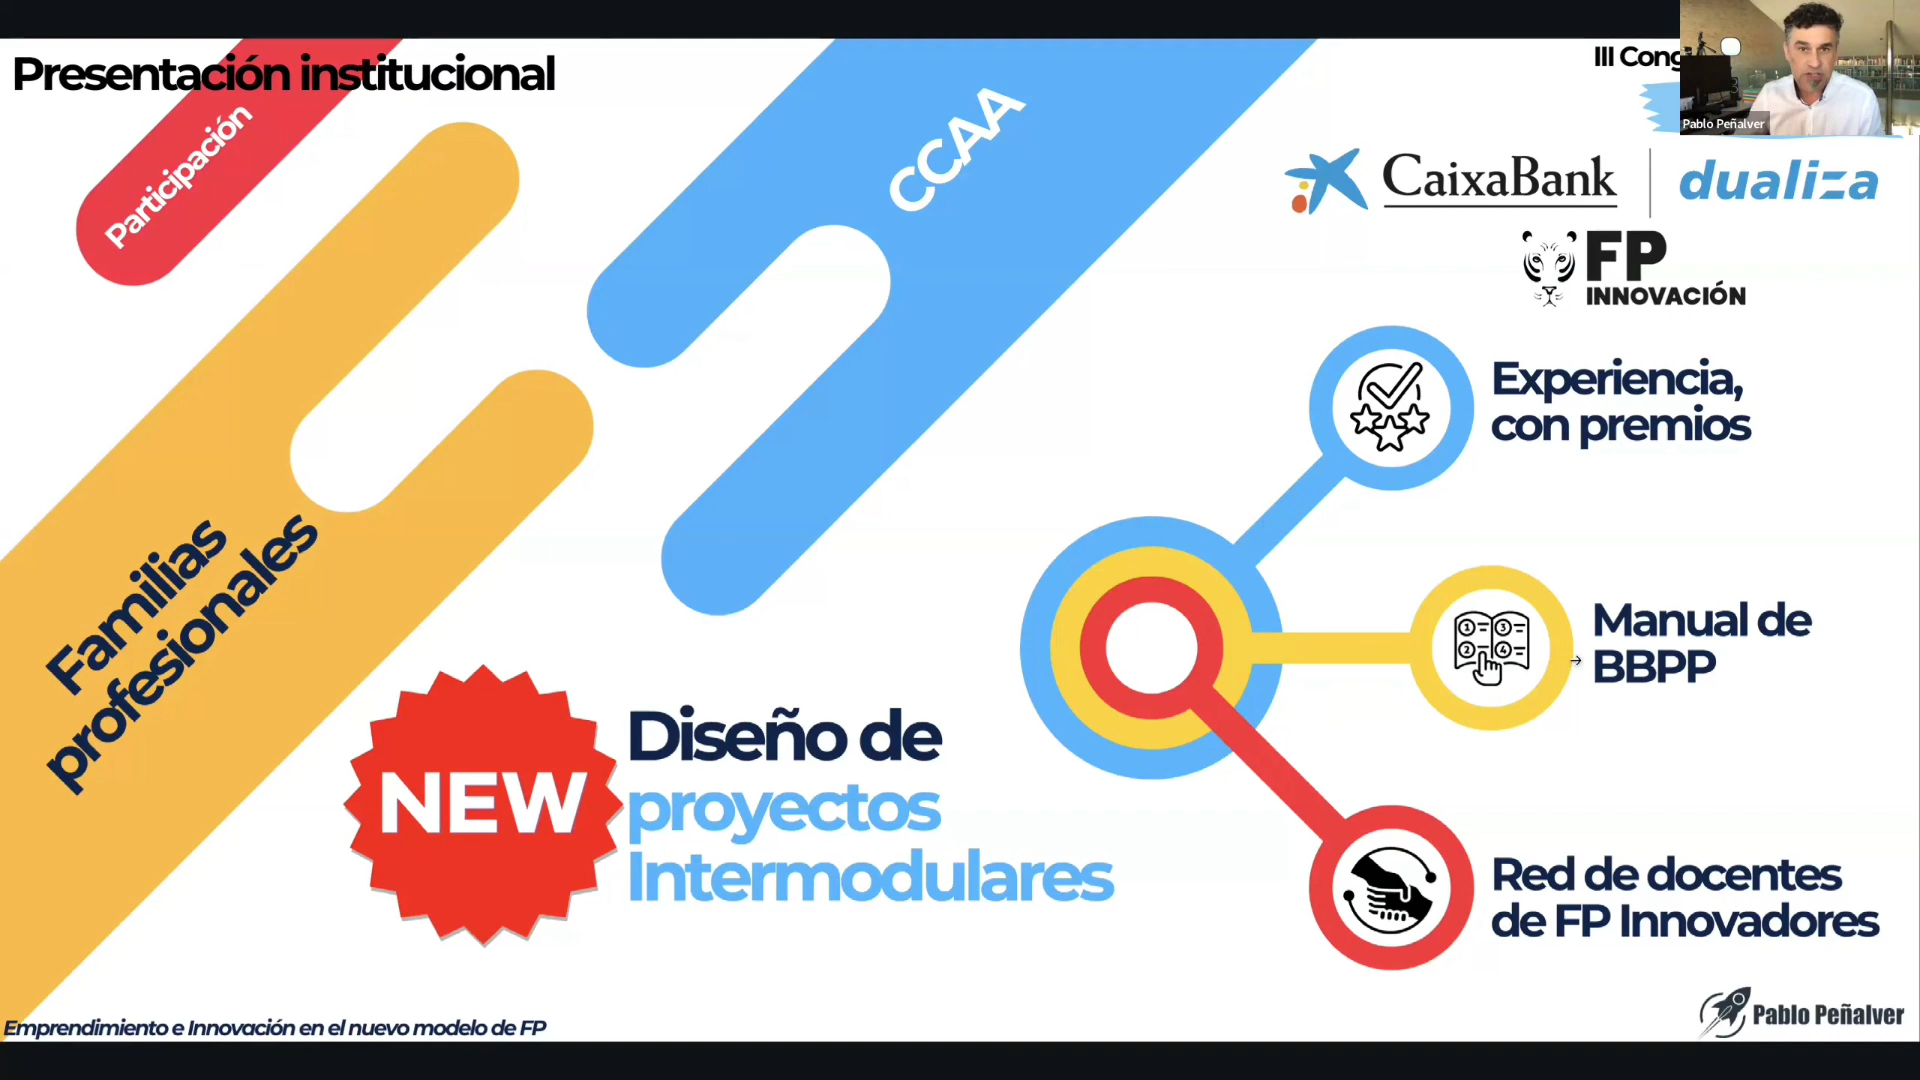 Presentación institucional
III Cong
Pablo Peñalver
Participación
CCAA
CaixaBank
dualiza
FP
INNOVACIÓN
Experiencia,
con premios
Familias
profesionales
Manual de
BBPP
NEW
Diseño de
proyectos
Intermodulares
Red de docentes
de FP Innovadores
Emprendimiento e Innovación en el nuevo modelo de FP
Pablo Peñalver